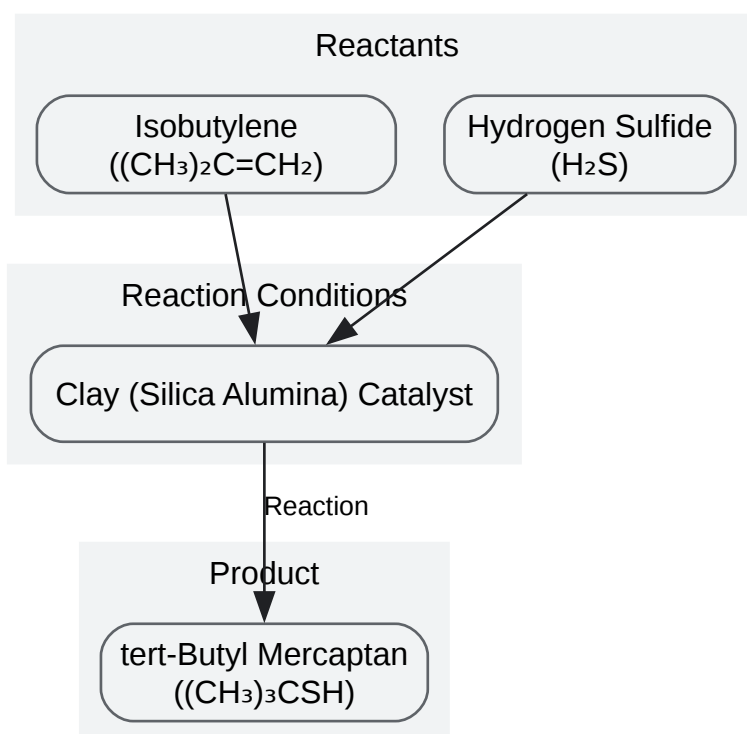 Reactants
Isobutylene
((CH₃)₂C=CH₂)
Hydrogen Sulfide
(H₂S)
Reaction Conditions
Clay (Silica Alumina) Catalyst
Reaction
Product
tert-Butyl Mercaptan
((CH₃)₃CSH)